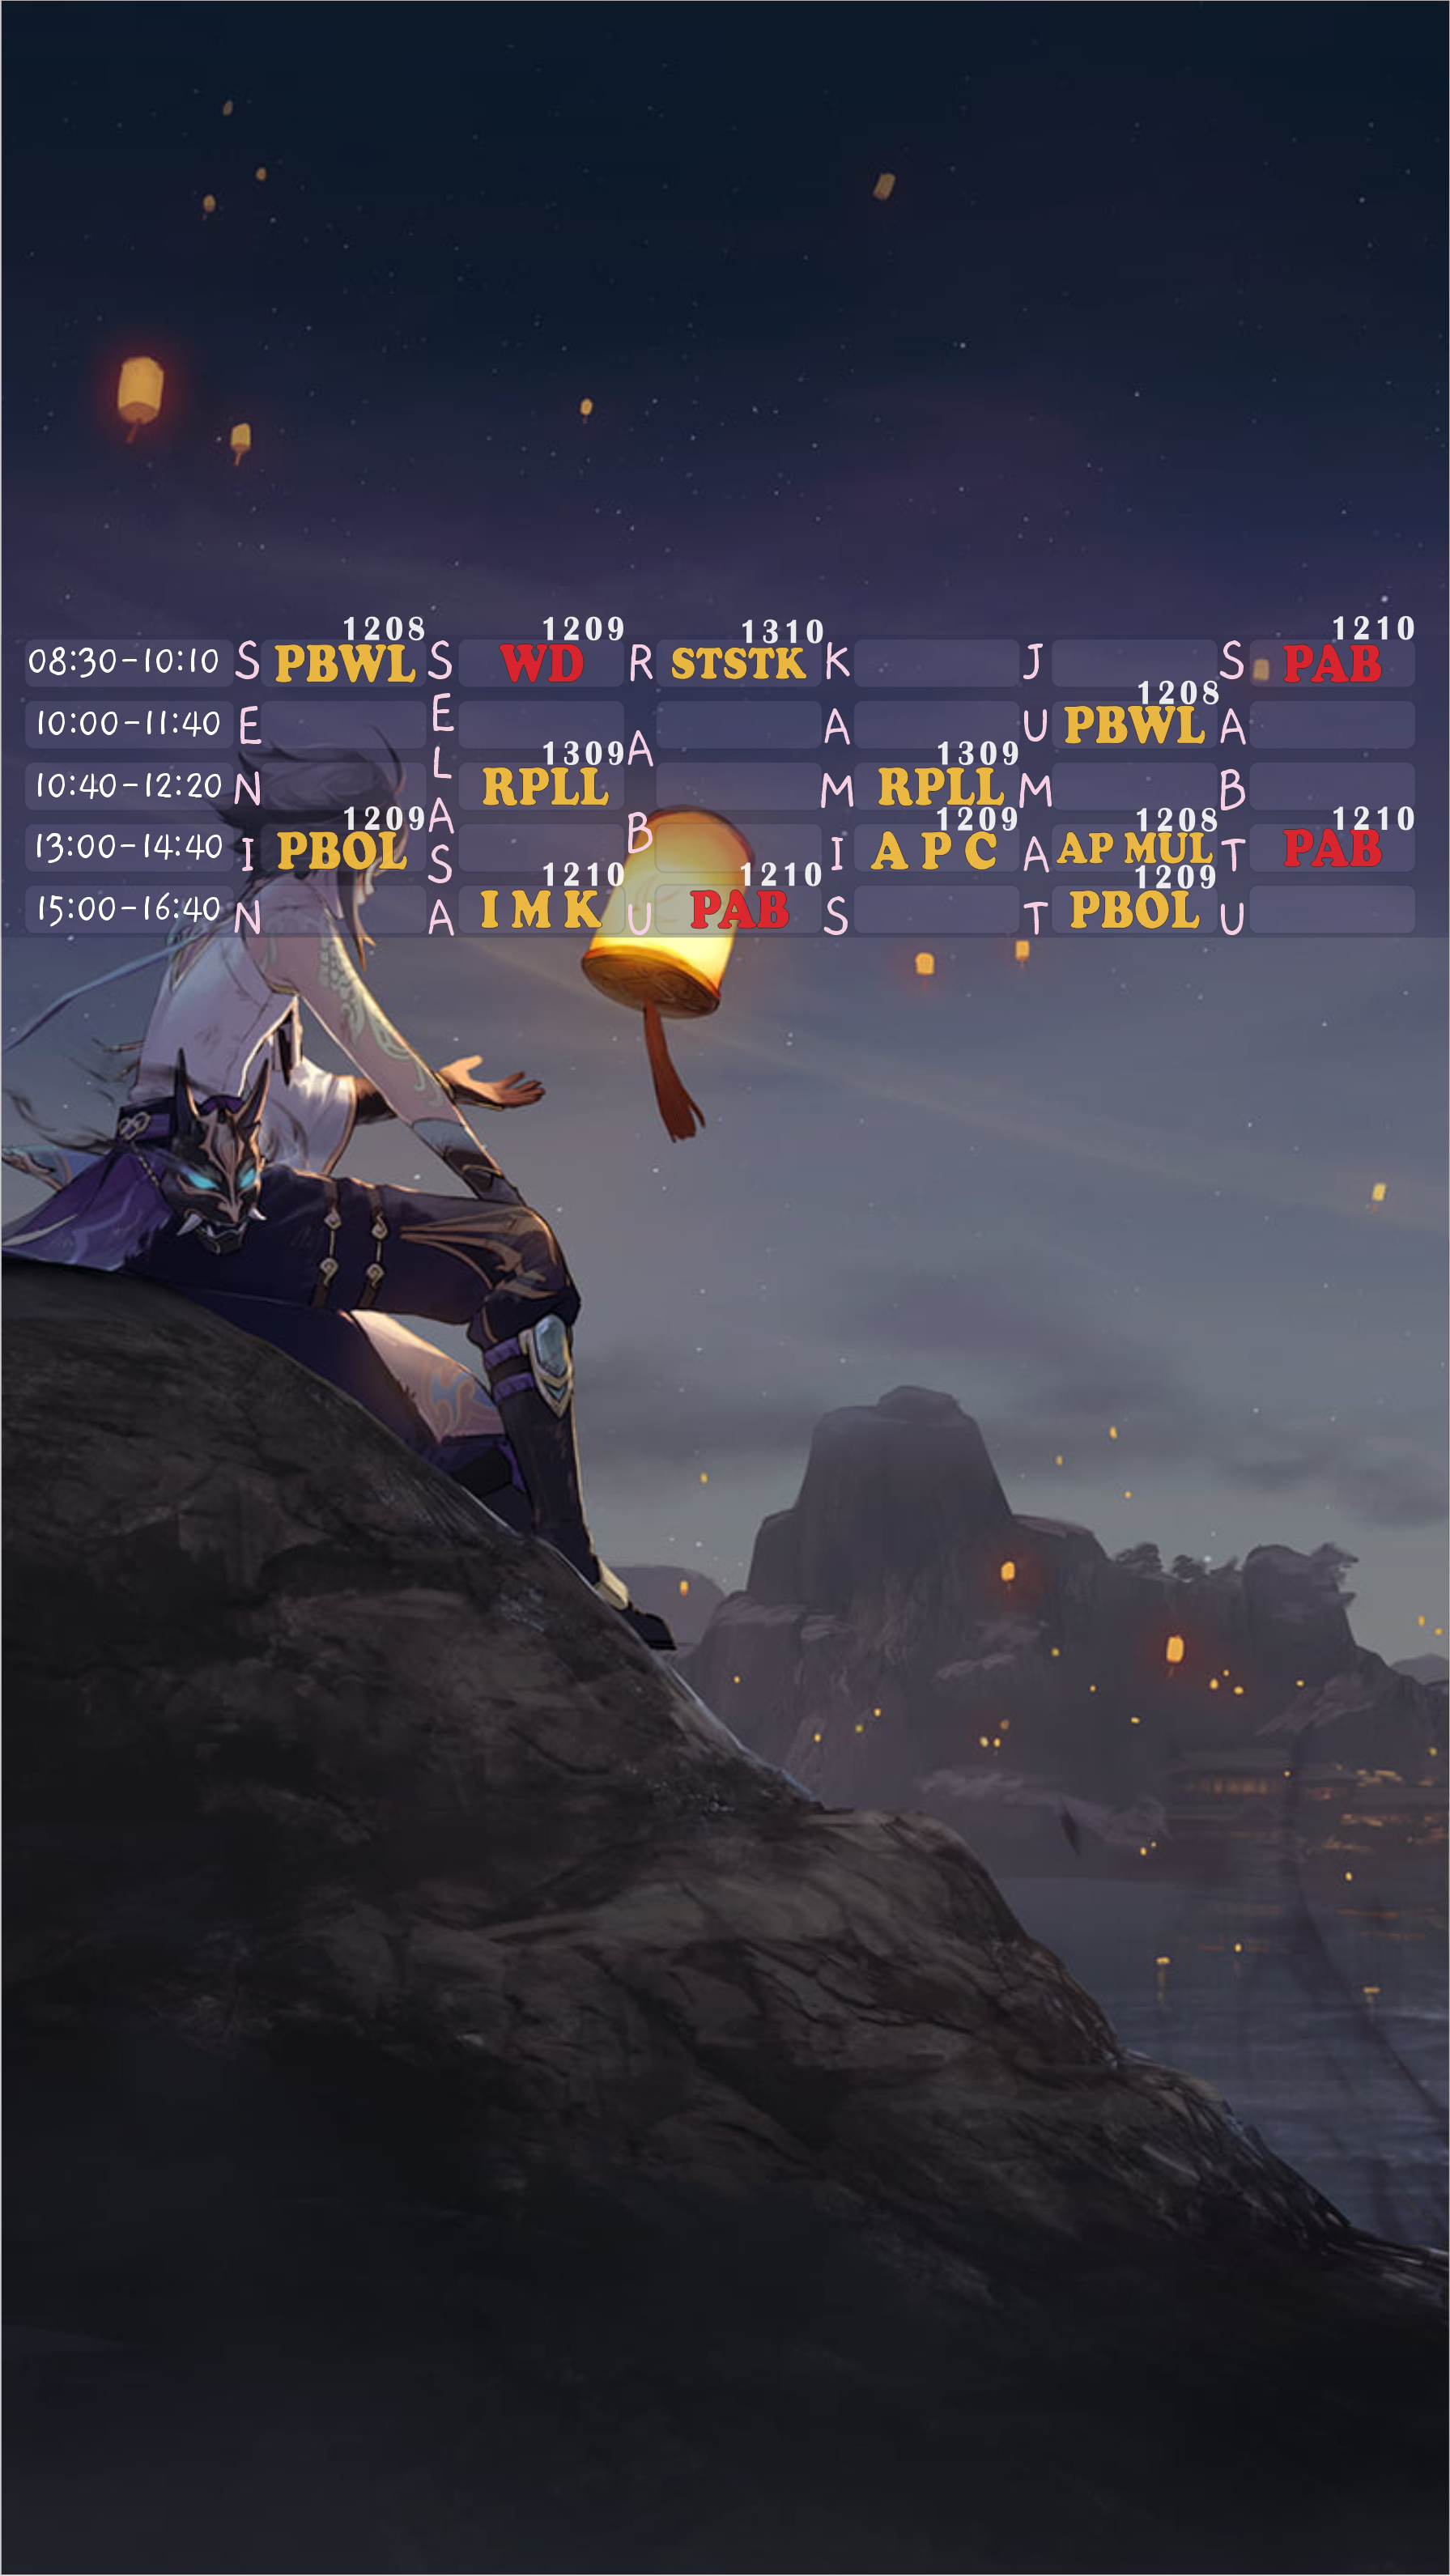 1208 1209 1310 1210
08:30-10:10 S PBWL S WD R STSTK K J S PAB
1208
10:00-11:40 E E A A U PBWL A
1309 1309
10:40-12:20 N L RPLL M RPLL M B
1209 1209 1208 1210
13:00-14:40 I PBOL A S B I A P C A AP MUL T PAB
1210 1210 1209
15:00-16:40 N A I M K U PAB S T PBOL U